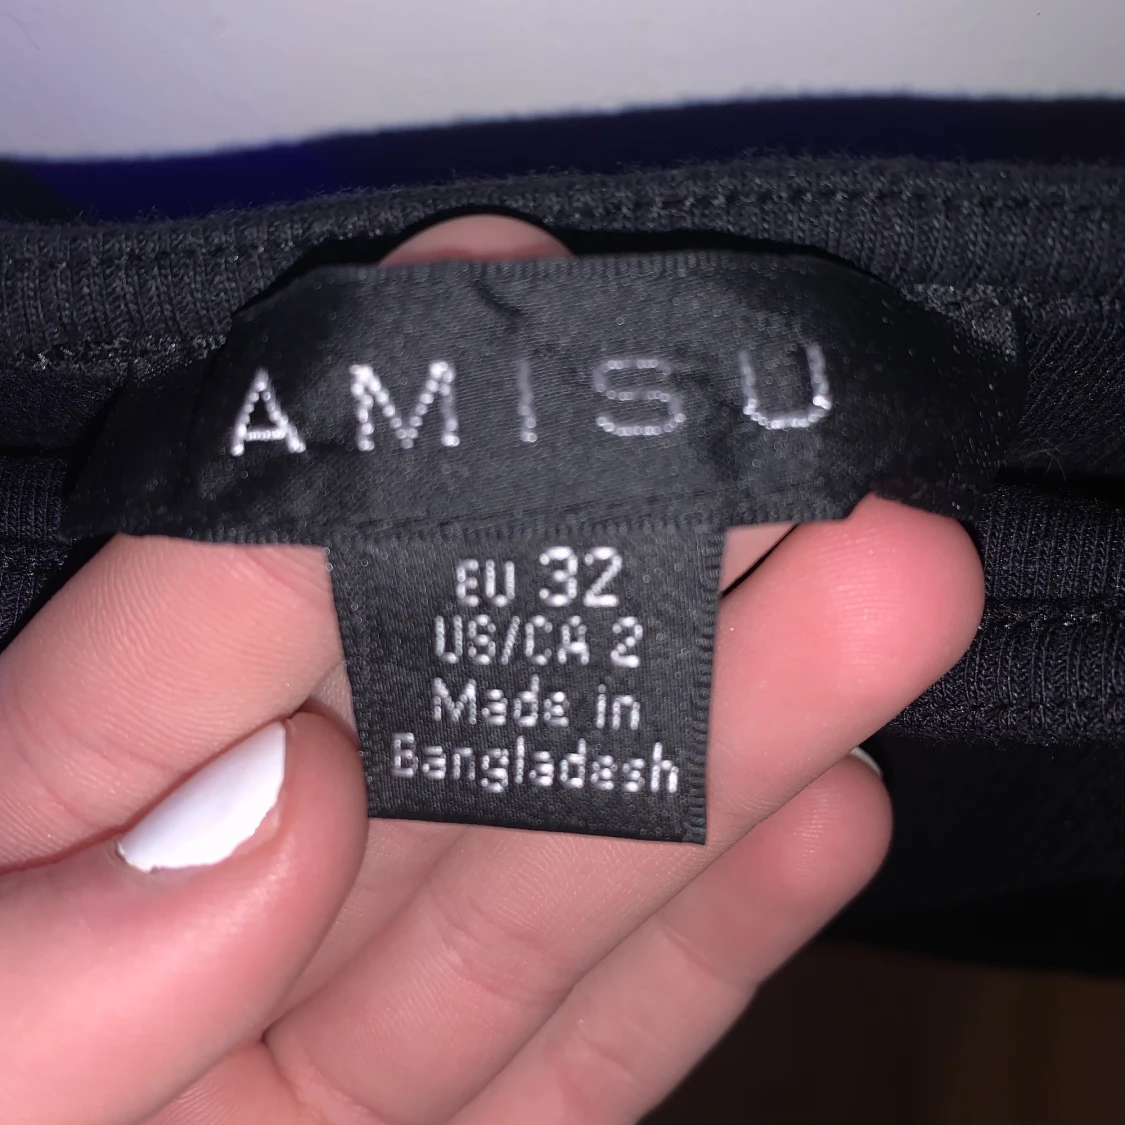 AMISU
EU 32
US/CA 2
Made in
Bangladesh